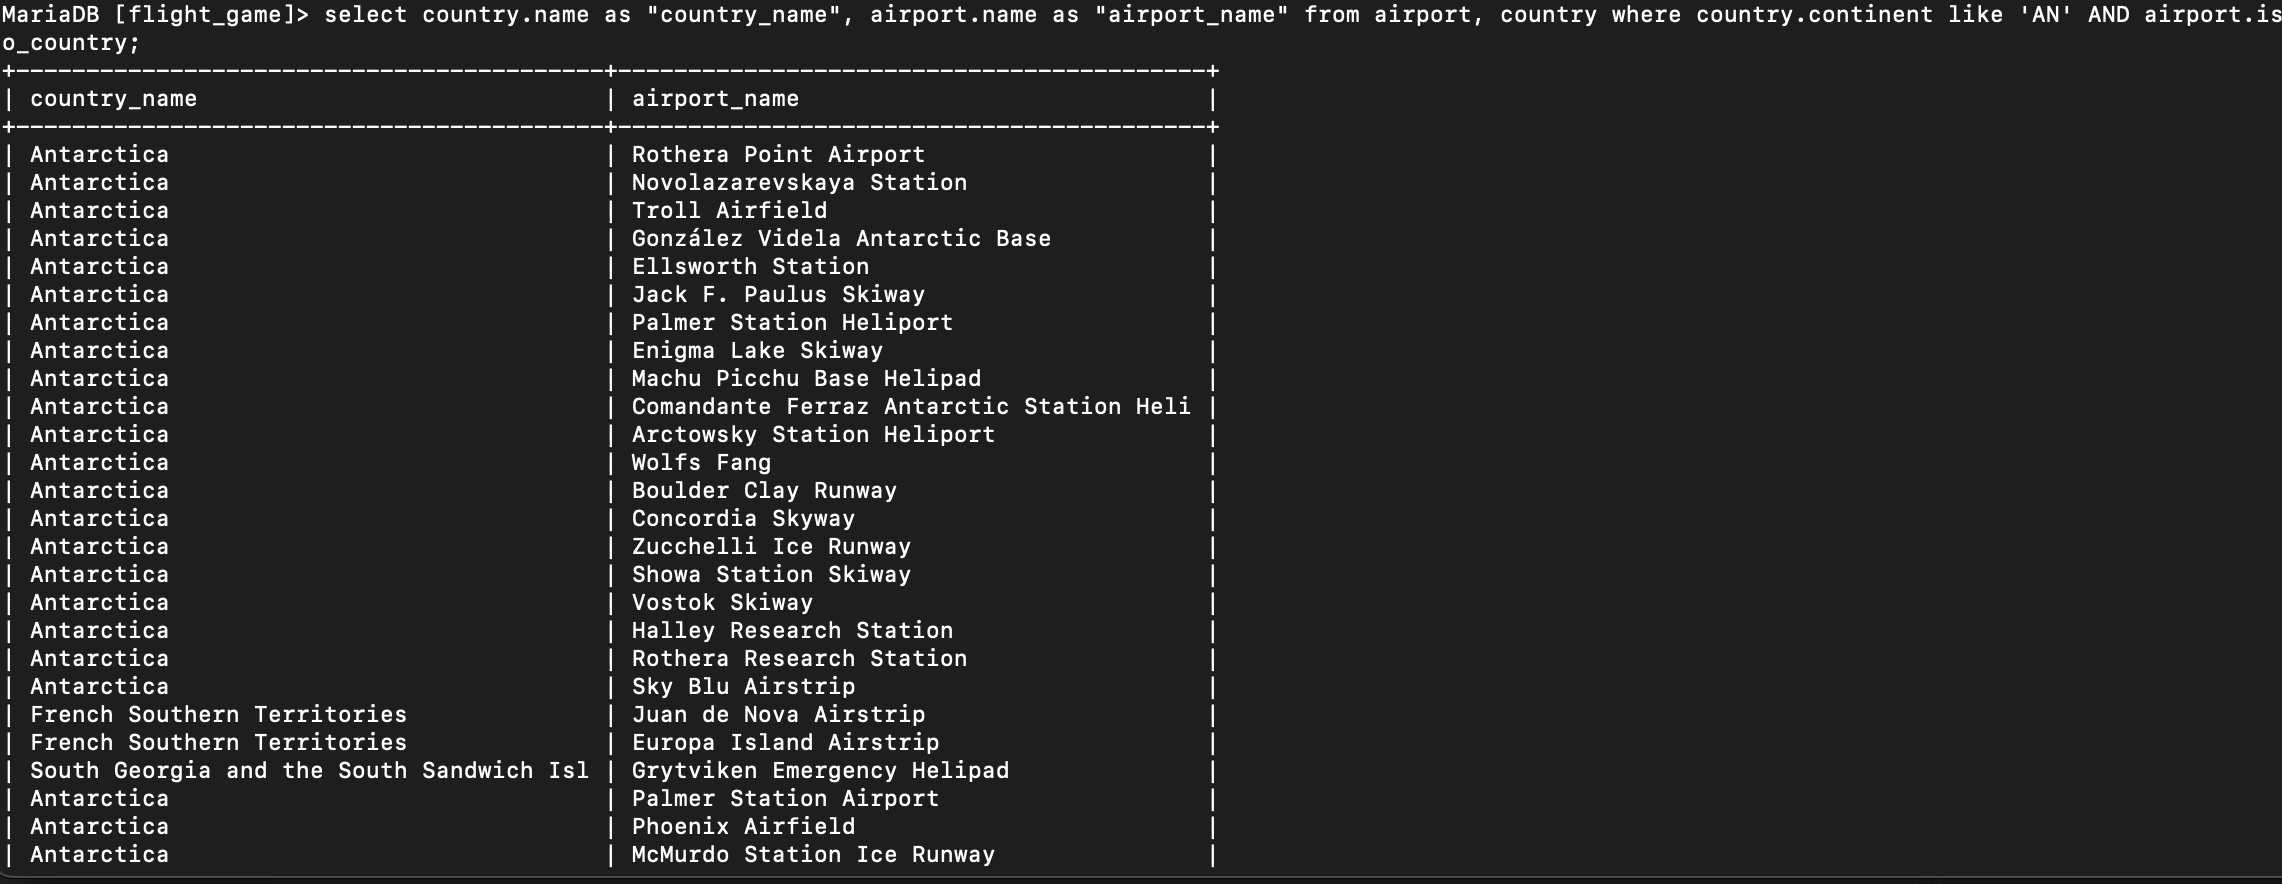 MariaDB [flight_game]> select country.name as "country_name", airport.name as "airport_name" from airport, country where country.continent like 'AN' AND airport.is
o_country;
+------------------------------------------+------------------------------------------+
| country_name | airport_name |
+------------------------------------------+------------------------------------------+
| Antarctica | Rothera Point Airport |
| Antarctica | Novolazarevskaya Station |
| Antarctica | Troll Airfield |
| Antarctica | González Videla Antarctic Base |
| Antarctica | Ellsworth Station |
| Antarctica | Jack F. Paulus Skiway |
| Antarctica | Palmer Station Heliport |
| Antarctica | Enigma Lake Skiway |
| Antarctica | Machu Picchu Base Helipad |
| Antarctica | Comandante Ferraz Antarctic Station Heli |
| Antarctica | Arctowsky Station Heliport |
| Antarctica | Wolfs Fang |
| Antarctica | Boulder Clay Runway |
| Antarctica | Concordia Skyway |
| Antarctica | Zucchelli Ice Runway |
| Antarctica | Showa Station Skiway |
| Antarctica | Vostok Skiway |
| Antarctica | Halley Research Station |
| Antarctica | Rothera Research Station |
| Antarctica | Sky Blu Airstrip |
| French Southern Territories | Juan de Nova Airstrip |
| French Southern Territories | Europa Island Airstrip |
| South Georgia and the South Sandwich Isl | Grytviken Emergency Helipad |
| Antarctica | Palmer Station Airport |
| Antarctica | Phoenix Airfield |
| Antarctica | McMurdo Station Ice Runway |